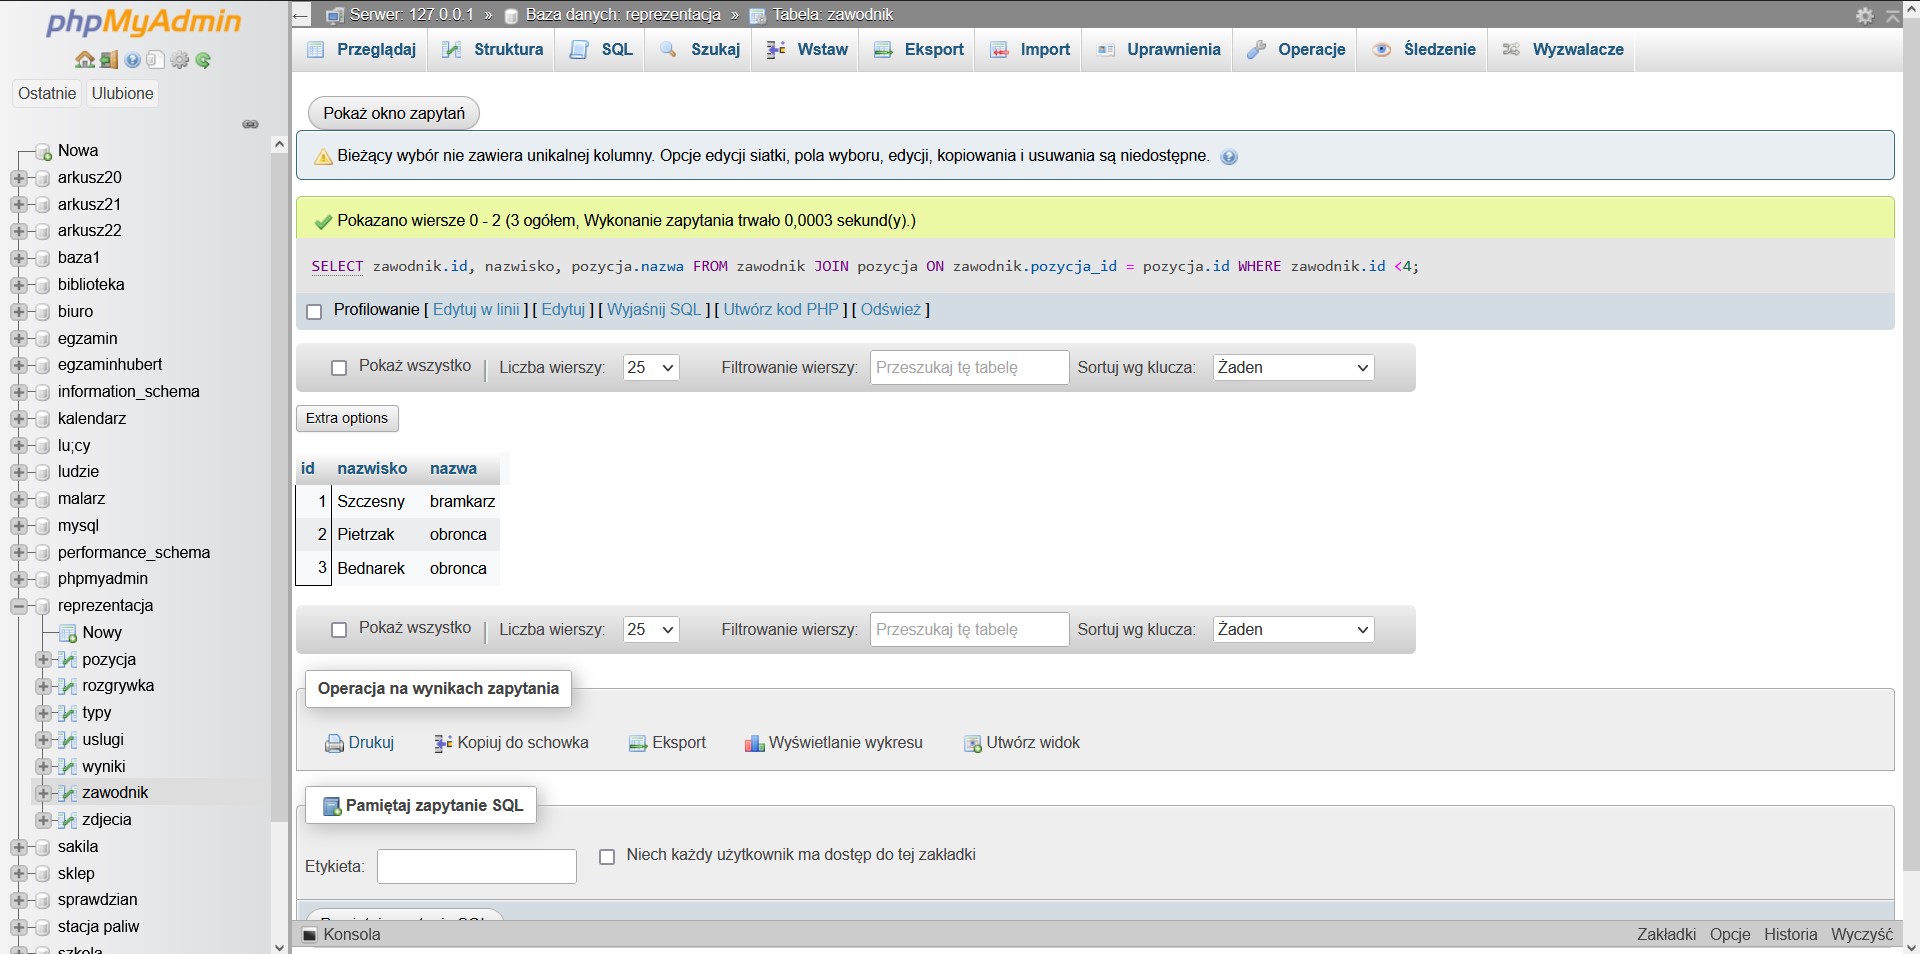 phpMyAdmin
Ostatnie Ulubione
Nowa
arkusz20
arkusz21
arkusz22
baza1
biblioteka
biuro
egzamin
egzaminhubert
information_schema
kalendarz
lu;cy
ludzie
malarz
mysql
performance_schema
phpmyadmin
reprezentacja
Nowy
pozycja
rozgrywka
typy
uslugi
wyniki
zawodnik
zdjecia
sakila
sklep
sprawdzian
stacja paliw
szkola
Serwer: 127.0.0.1 » Baza danych: reprezentacja » Tabela: zawodnik
Przeglądaj Struktura SQL Szukaj Wstaw Eksport Import Uprawnienia Operacje Śledzenie Wyzwalacze
Pokaż okno zapytań
Bieżący wybór nie zawiera unikalnej kolumny. Opcje edycji siatki, pola wyboru, edycji, kopiowania i usuwania są niedostępne.
Pokazano wiersze 0 - 2 (3 ogółem, Wykonanie zapytania trwało 0,0003 sekund(y).)
SELECT zawodnik.id, nazwisko, pozycja.nazwa FROM zawodnik JOIN pozycja ON zawodnik.pozycja_id = pozycja.id WHERE zawodnik.id <4;
Profilowanie [ Edytuj w linii ] [ Edytuj ] [ Wyjaśnij SQL ] [ Utwórz kod PHP ] [ Odśwież ]
Pokaż wszystko | Liczba wierszy: 25 Filtrowanie wierszy: Przeszukaj tę tabelę Sortuj wg klucza: Żaden
Extra options
id nazwisko nazwa
1 Szczesny bramkarz
2 Pietrzak obronca
3 Bednarek obronca
Pokaż wszystko | Liczba wierszy: 25 Filtrowanie wierszy: Przeszukaj tę tabelę Sortuj wg klucza: Żaden
Operacja na wynikach zapytania
Drukuj Kopiuj do schowka Eksport Wyświetlanie wykresu Utwórz widok
Pamiętaj zapytanie SQL
Etykieta: Niech każdy użytkownik ma dostęp do tej zakładki
Konsola Zakładki Opcje Historia Wyczyść